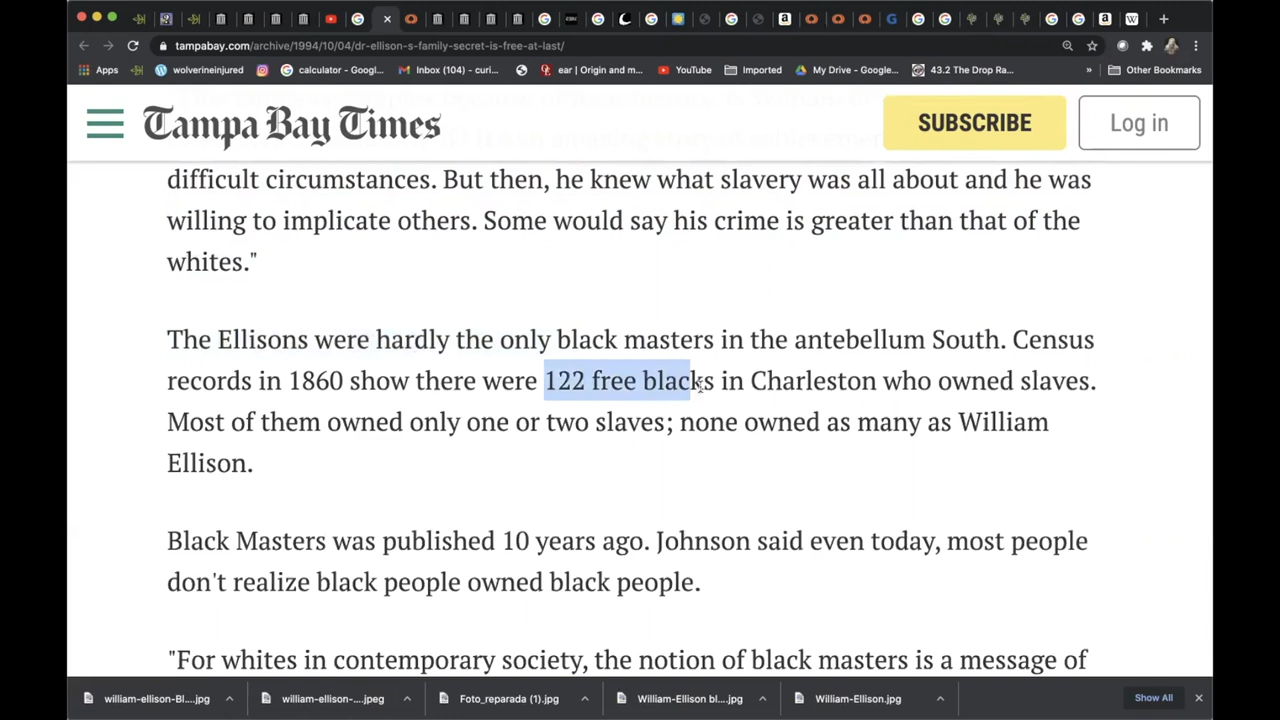 tampabay.com/archive/1994/10/04/dr-ellison-s-family-secret-is-free-at-last/
Apps wolverineinjured calculator - Googl... Inbox (104) - curi... ear | Origin and m... YouTube Imported My Drive - Google... 43.2 The Drop Ra... » Other Bookmarks
Tampa Bay Times SUBSCRIBE Log in
difficult circumstances. But then, he knew what slavery was all about and he was
willing to implicate others. Some would say his crime is greater than that of the
whites."
The Ellisons were hardly the only black masters in the antebellum South. Census
records in 1860 show there were 122 free blacks in Charleston who owned slaves.
Most of them owned only one or two slaves; none owned as many as William
Ellison.
Black Masters was published 10 years ago. Johnson said even today, most people
don't realize black people owned black people.
"For whites in contemporary society, the notion of black masters is a message of
william-ellison-Bl....jpg william-ellison-....jpeg Foto_reparada (1).jpg William-Ellison bl....jpg William-Ellison.jpg Show All